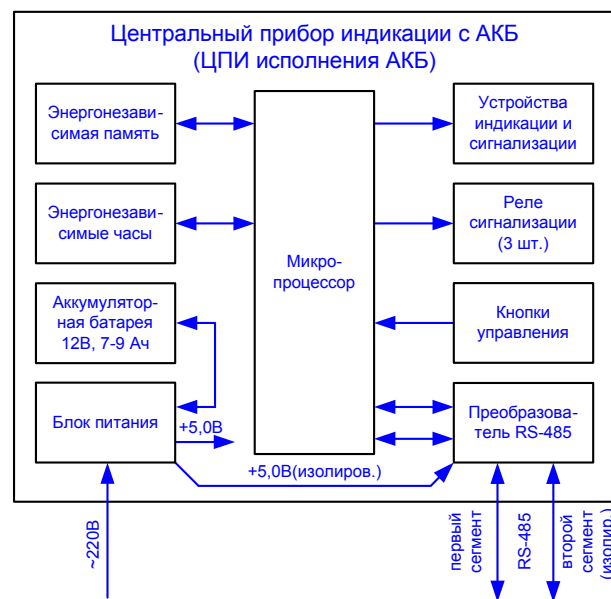 Центральный прибор индикации с АКБ
(ЦПИ исполнения АКБ)
Энергонезави-
симая память
Энергонезави-
симые часы
Аккумулятор-
ная батарея
12В, 7-9 Ач
Блок питания
+5,0В
+5,0В(изолиров.)
Микро-
процессор
Устройства
индикации и
сигнализации
Реле
сигнализации
(3 шт.)
Кнопки
управления
Преобразова-
тель RS-485
~220В
первый
сегмент
RS-485
второй
сегмент
(изолир.)